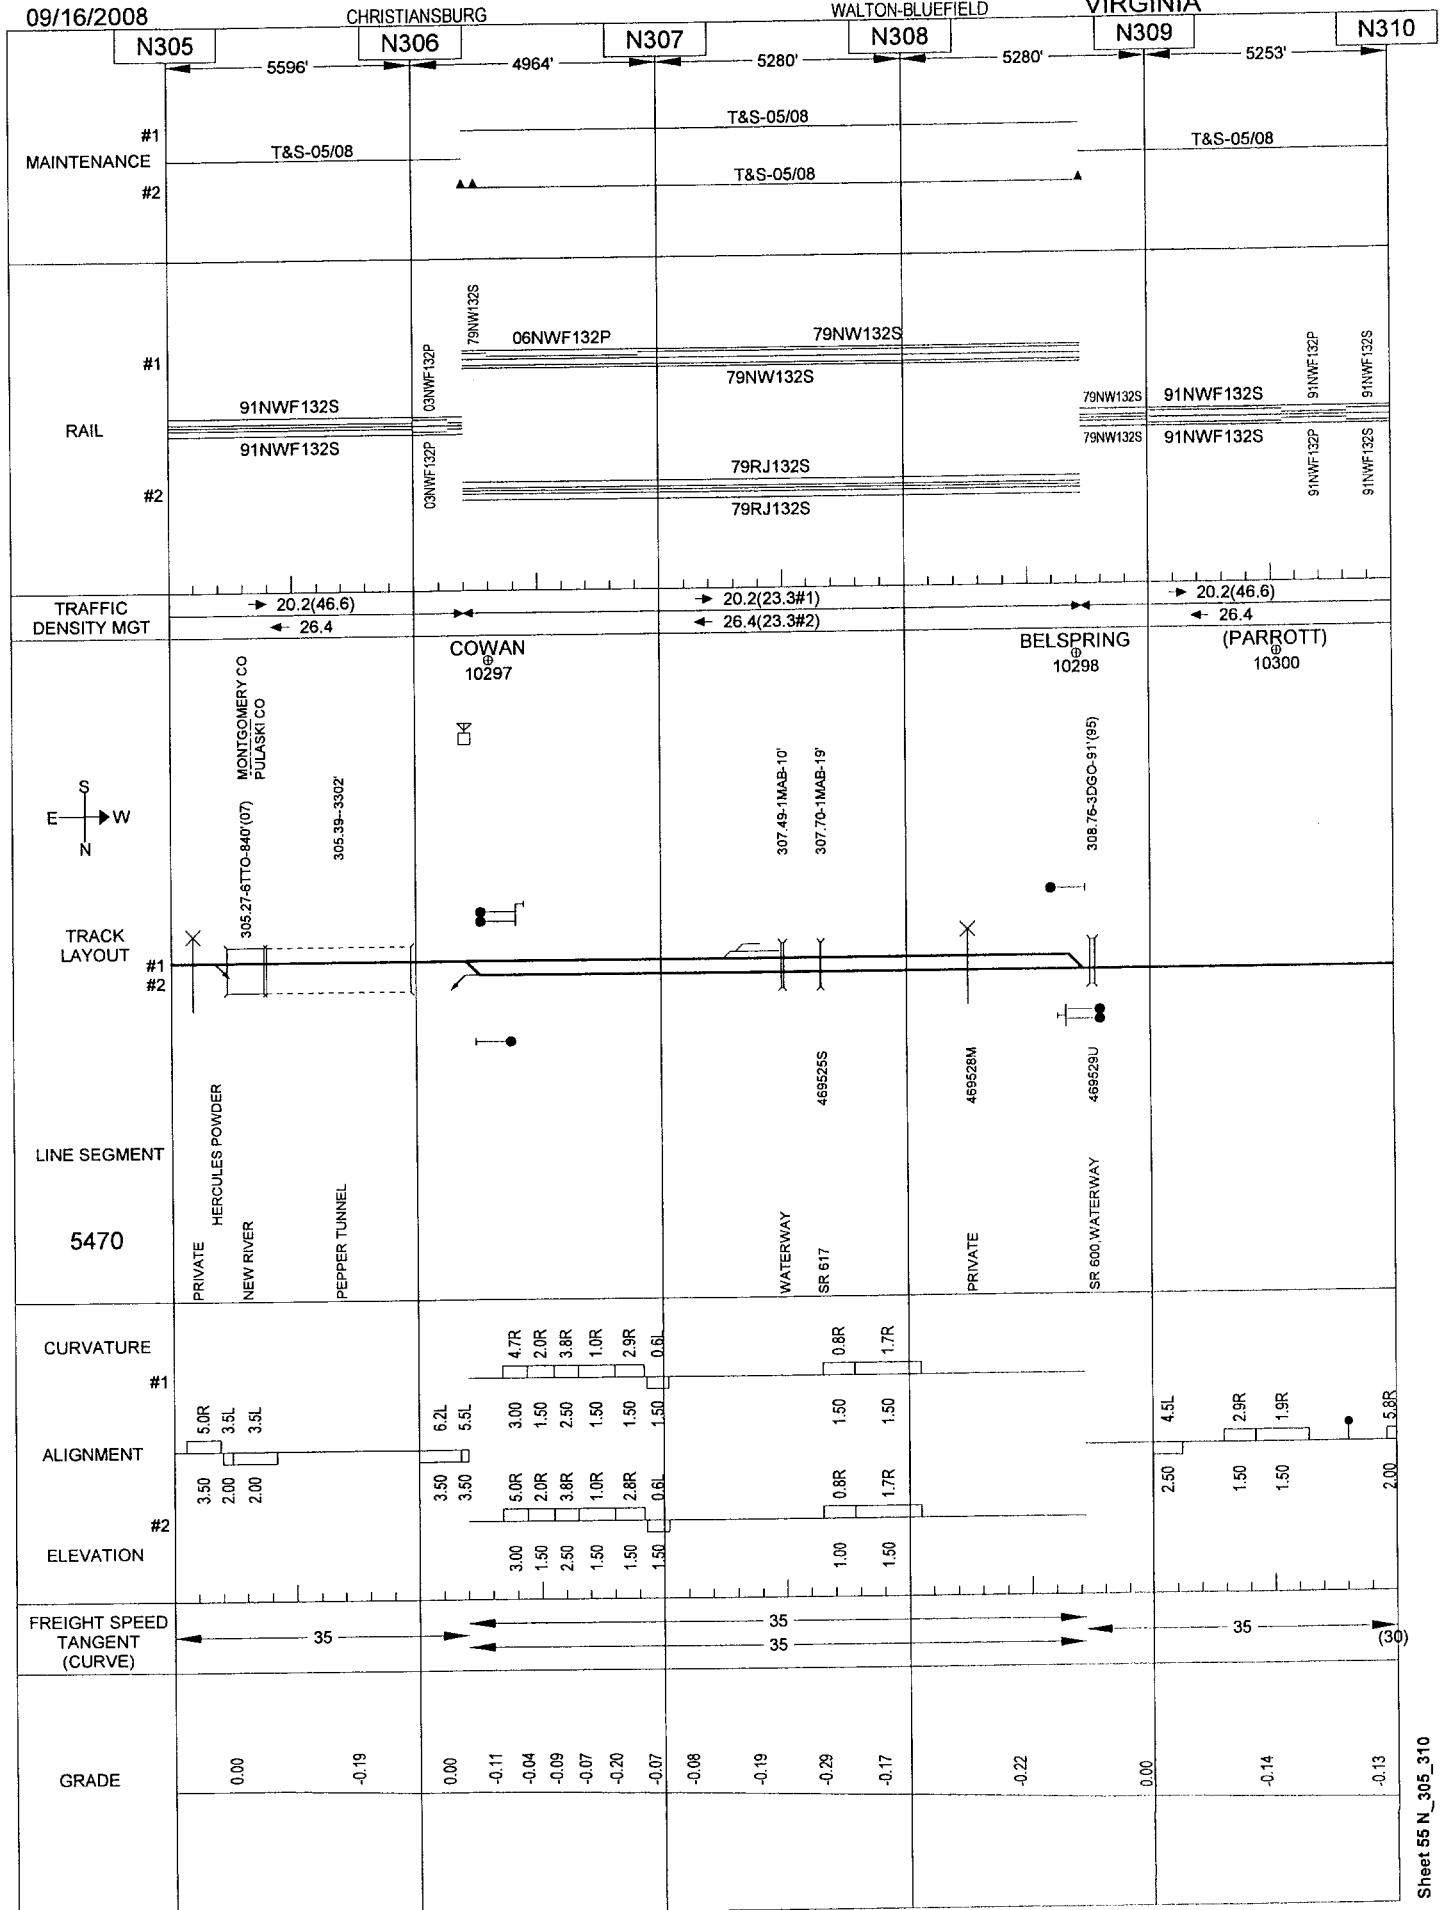 09/16/2008
CHRISTIANSBURG
WALTON-BLUEFIELD
VIRGINIA
N305
N306
N307
N308
N309
N310
5596'
4964'
5280'
5280'
5253'
MAINTENANCE
#1
#2
T&S-05/08
T&S-05/08
T&S-05/08
T&S-05/08
RAIL
#1
#2
91NWF132S
91NWF132S
03NWF132P
03NWF132P
79NW132S
06NWF132P
79NW132S
79NW132S
79RJ132S
79RJ132S
79NW132S
79NW132S
91NWF132S
91NWF132S
91NWF132P
91NWF132P
91NWF132S
91NWF132S
TRAFFIC
DENSITY MGT
20.2(46.6)
26.4
20.2(23.3#1)
26.4(23.3#2)
20.2(46.6)
26.4
COWAN
10297
BELSPRING
10298
(PARROTT)
10300
S
E W
N
305.27-6TTO-840'(07)
MONTGOMERY CO
PULASKI CO
305.39--3302'
307.49-1MAB-10'
307.70-1MAB-19'
308.76-3DGO-91'(95)
TRACK
LAYOUT
#1
#2
469525S
469528M
469529U
LINE SEGMENT
5470
PRIVATE
HERCULES POWDER
NEW RIVER
PEPPER TUNNEL
WATERWAY
SR 617
PRIVATE
SR 600,WATERWAY
CURVATURE
#1
4.7R
2.0R
3.8R
1.0R
2.9R
0.6L
0.8R
1.7R
3.00
1.50
2.50
1.50
1.50
1.50
1.50
1.50
ALIGNMENT
5.0R
3.5L
3.5L
6.2L
5.5L
4.5L
2.9R
1.9R
5.8R
3.50
2.00
2.00
3.50
3.50
2.50
1.50
1.50
2.00
#2
5.0R
2.0R
3.8R
1.0R
2.8R
0.6L
0.8R
1.7R
ELEVATION
3.00
1.50
2.50
1.50
1.50
1.50
1.00
1.50
FREIGHT SPEED
TANGENT
(CURVE)
35
35
35
35
(30)
GRADE
0.00
-0.19
0.00
-0.11
-0.04
-0.09
-0.07
-0.20
-0.07
-0.08
-0.19
-0.29
-0.17
-0.22
0.00
-0.14
-0.13
Sheet 55 N_305_310